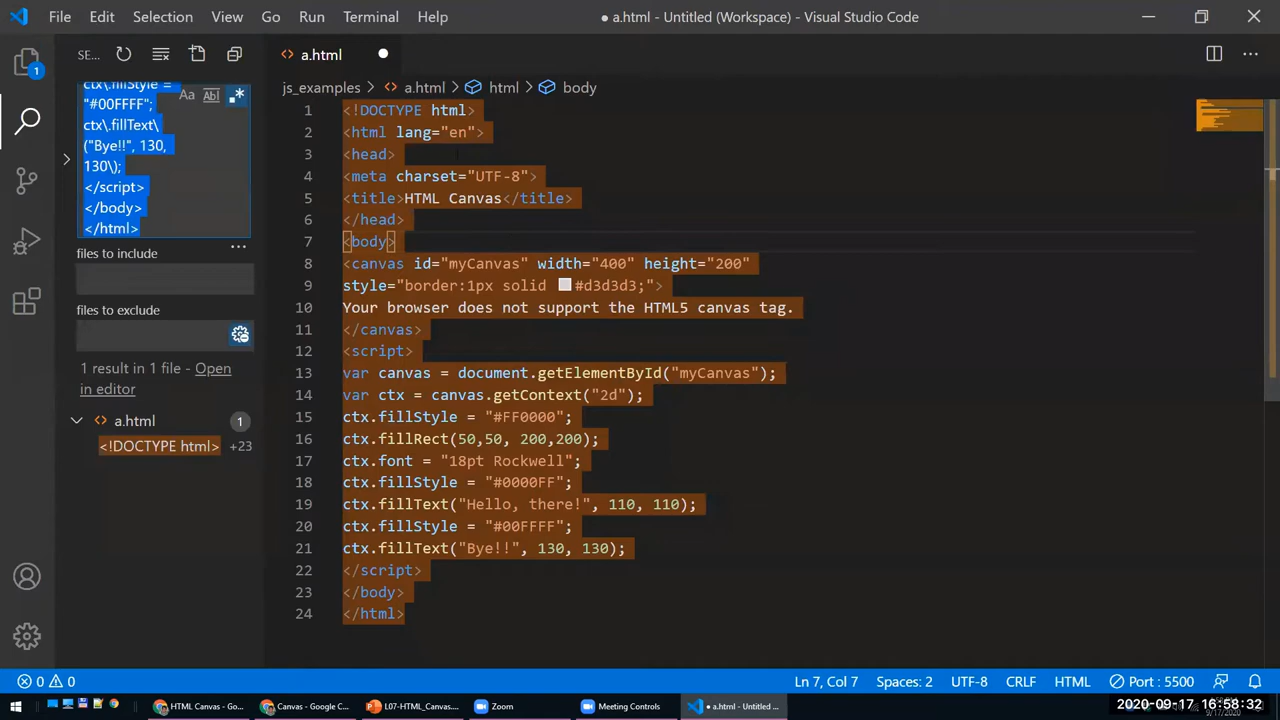 File Edit Selection View Go Run Terminal Help
● a.html - Untitled (Workspace) - Visual Studio Code
SE...
a.html
1
ctx\.fillStyle =
"#00FFFF";
ctx\.fillText\
("Bye!!", 130,
130\);
</script>
</body>
</html>
Aa Abl
files to include
files to exclude
1 result in 1 file - Open
in editor
a.html 1
<!DOCTYPE html> +23
js_examples > a.html > html > body
1 <!DOCTYPE html>
2 <html lang="en">
3 <head>
4 <meta charset="UTF-8">
5 <title>HTML Canvas</title>
6 </head>
7 <body>
8 <canvas id="myCanvas" width="400" height="200"
9 style="border:1px solid #d3d3d3;">
10 Your browser does not support the HTML5 canvas tag.
11 </canvas>
12 <script>
13 var canvas = document.getElementById("myCanvas");
14 var ctx = canvas.getContext("2d");
15 ctx.fillStyle = "#FF0000";
16 ctx.fillRect(50,50, 200,200);
17 ctx.font = "18pt Rockwell";
18 ctx.fillStyle = "#0000FF";
19 ctx.fillText("Hello, there!", 110, 110);
20 ctx.fillStyle = "#00FFFF";
21 ctx.fillText("Bye!!", 130, 130);
22 </script>
23 </body>
24 </html>
0 0
Ln 7, Col 7 Spaces: 2 UTF-8 CRLF HTML Port : 5500
HTML Canvas - Go... Canvas - Google C... L07-HTML_Canvas.... Zoom Meeting Controls ● a.html - Untitled ...
2020-09-17 16:58:32